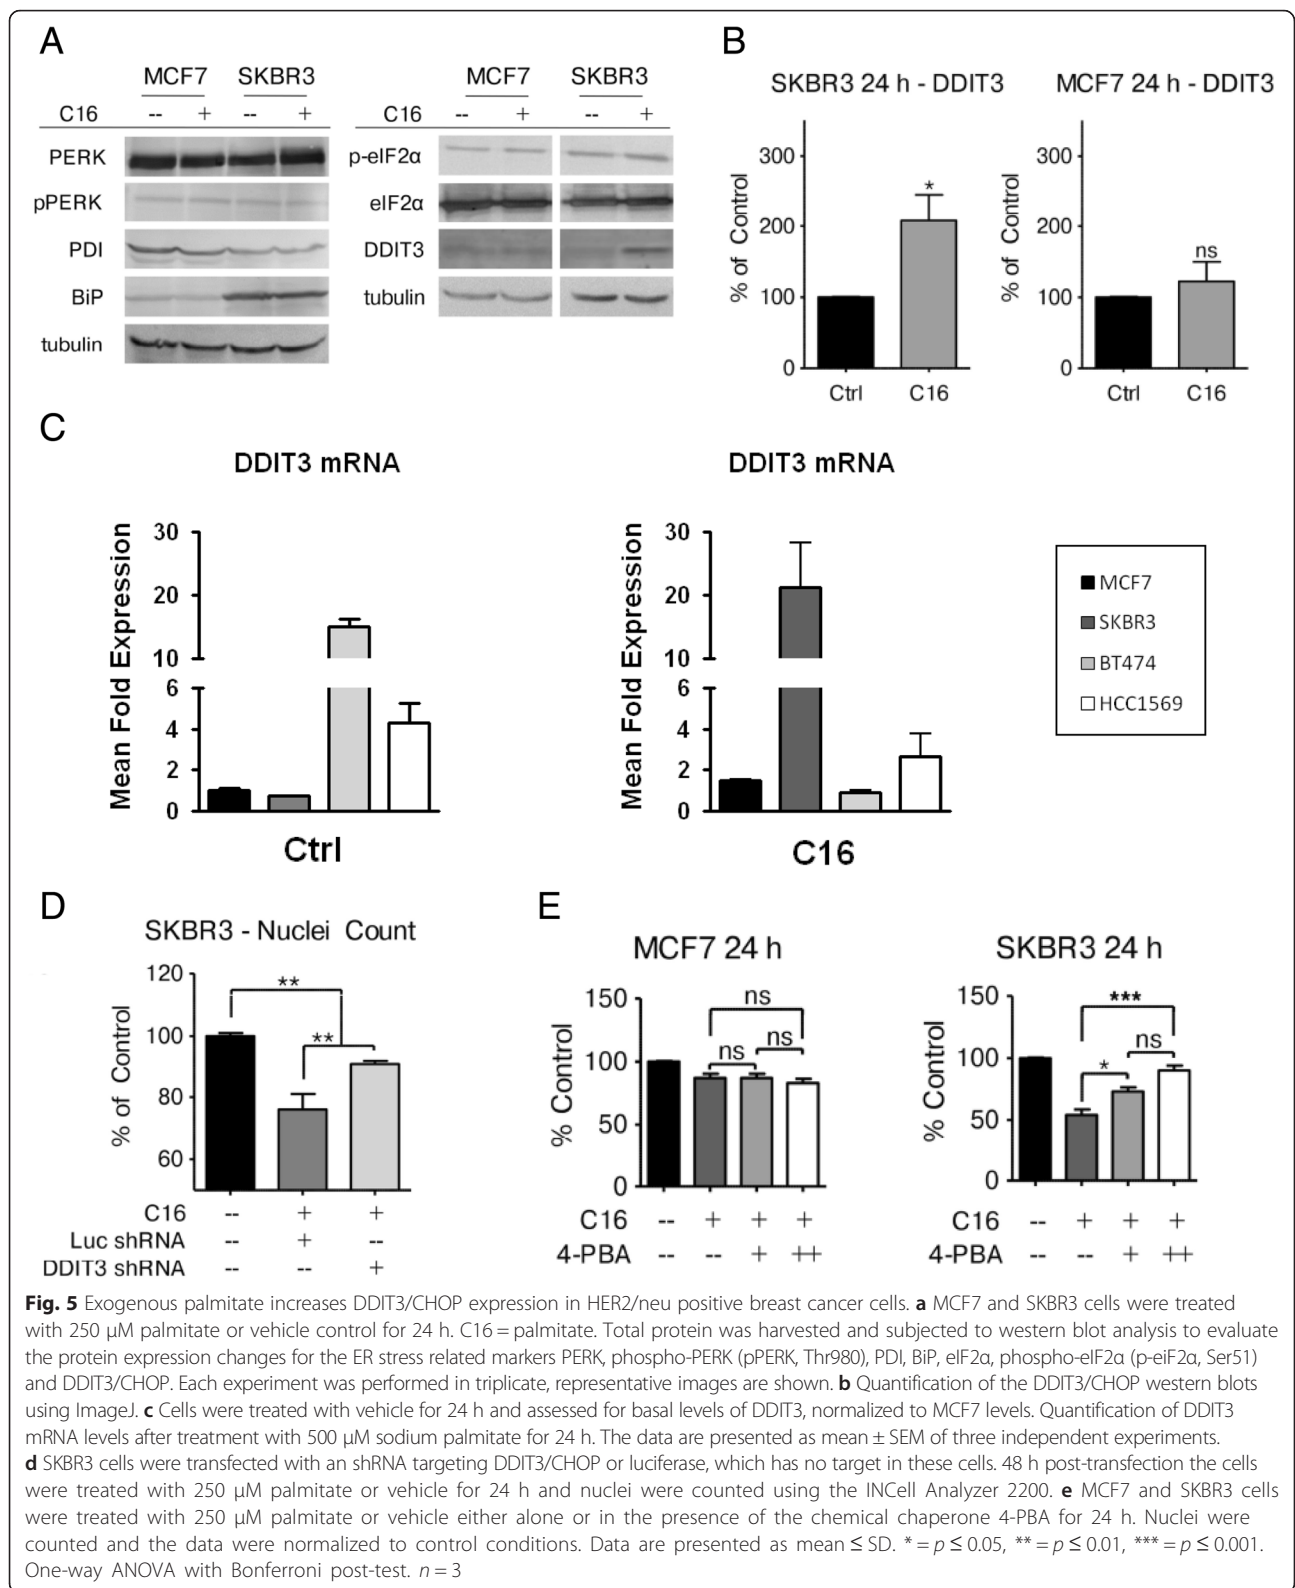 A
MCF7 SKBR3
C16 -- + -- +
PERK
pPERK
PDI
BiP
tubulin
MCF7 SKBR3
C16 -- + -- +
p-eIF2α
eIF2α
DDIT3
tubulin
B
SKBR3 24 h - DDIT3
% of Control
300
200
100
0
*
Ctrl C16
MCF7 24 h - DDIT3
% of Control
300
200
100
0
ns
Ctrl C16
C
DDIT3 mRNA
Mean Fold Expression
30
20
10
6
4
2
0
Ctrl
DDIT3 mRNA
Mean Fold Expression
30
20
10
6
4
2
0
C16
MCF7
SKBR3
BT474
HCC1569
D
SKBR3 - Nuclei Count
% of Control
120
100
80
60
**
**
C16 -- + +
Luc shRNA -- + --
DDIT3 shRNA -- -- +
E
MCF7 24 h
% Control
150
100
50
0
ns
ns
ns
C16 -- + + +
4-PBA -- -- + ++
SKBR3 24 h
% Control
150
100
50
0
***
ns
*
C16 -- + + +
4-PBA -- -- + ++
Fig. 5 Exogenous palmitate increases DDIT3/CHOP expression in HER2/neu positive breast cancer cells. a MCF7 and SKBR3 cells were treated
with 250 μM palmitate or vehicle control for 24 h. C16 = palmitate. Total protein was harvested and subjected to western blot analysis to evaluate
the protein expression changes for the ER stress related markers PERK, phospho-PERK (pPERK, Thr980), PDI, BiP, eIF2α, phospho-eIF2α (p-eiF2α, Ser51)
and DDIT3/CHOP. Each experiment was performed in triplicate, representative images are shown. b Quantification of the DDIT3/CHOP western blots
using ImageJ. c Cells were treated with vehicle for 24 h and assessed for basal levels of DDIT3, normalized to MCF7 levels. Quantification of DDIT3
mRNA levels after treatment with 500 μM sodium palmitate for 24 h. The data are presented as mean ± SEM of three independent experiments.
d SKBR3 cells were transfected with an shRNA targeting DDIT3/CHOP or luciferase, which has no target in these cells. 48 h post-transfection the cells
were treated with 250 μM palmitate or vehicle for 24 h and nuclei were counted using the INCell Analyzer 2200. e MCF7 and SKBR3 cells
were treated with 250 μM palmitate or vehicle either alone or in the presence of the chemical chaperone 4-PBA for 24 h. Nuclei were
counted and the data were normalized to control conditions. Data are presented as mean ≤ SD. * = p ≤ 0.05, ** = p ≤ 0.01, *** = p ≤ 0.001.
One-way ANOVA with Bonferroni post-test. n = 3